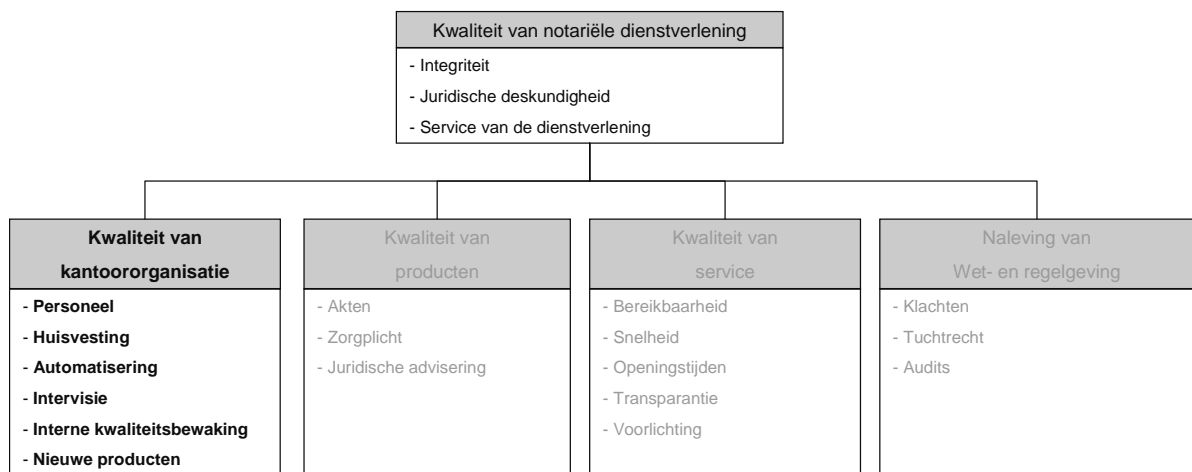 Kwaliteit van notariële dienstverlening
- Integriteit
- Juridische deskundigheid
- Service van de dienstverlening
Kwaliteit van
kantoororganisatie
- Personeel
- Huisvesting
- Automatisering
- Intervisie
- Interne kwaliteitsbewaking
- Nieuwe producten
Kwaliteit van
producten
- Akten
- Zorgplicht
- Juridische advisering
Kwaliteit van
service
- Bereikbaarheid
- Snelheid
- Openingstijden
- Transparantie
- Voorlichting
Naleving van
Wet- en regelgeving
- Klachten
- Tuchtrecht
- Audits